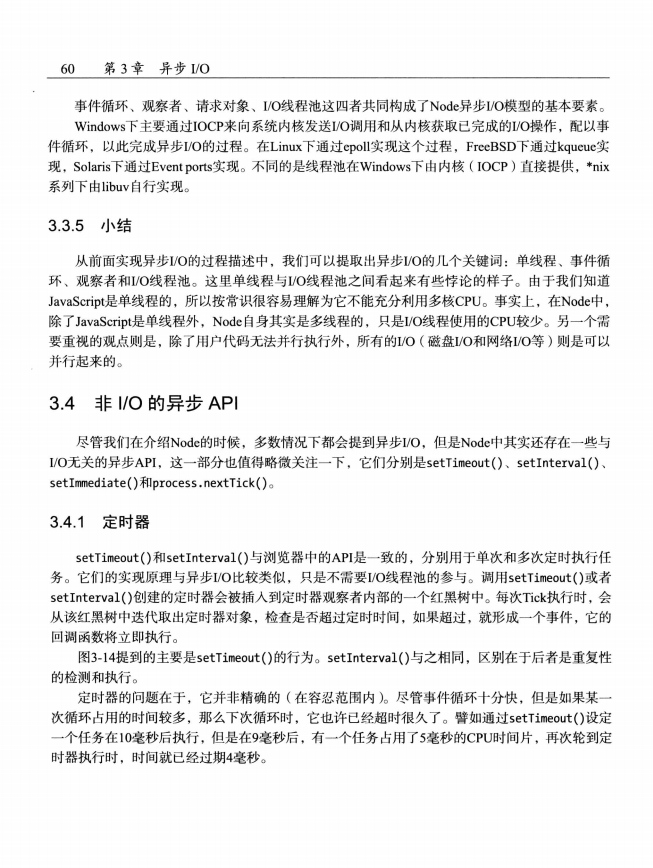 60 第 3 章 异步 I/O
事件循环、观察者、请求对象、I/O线程池这四者共同构成了Node异步I/O模型的基本要素。
Windows下主要通过IOCP来向系统内核发送I/O调用和从内核获取已完成的I/O操作，配以事
件循环，以此完成异步I/O的过程。在Linux下通过epoll实现这个过程，FreeBSD下通过kqueue实
现，Solaris下通过Event ports实现。不同的是线程池在Windows下由内核（IOCP）直接提供，*nix
系列下由libuv自行实现。
3.3.5 小结
从前面实现异步I/O的过程描述中，我们可以提取出异步I/O的几个关键词：单线程、事件循
环、观察者和I/O线程池。这里单线程与I/O线程池之间看起来有些悖论的样子。由于我们知道
JavaScript是单线程的，所以按常识很容易理解为它不能充分利用多核CPU。事实上，在Node中，
除了JavaScript是单线程外，Node自身其实是多线程的，只是I/O线程使用的CPU较少。另一个需
要重视的观点则是，除了用户代码无法并行执行外，所有的I/O（磁盘I/O和网络I/O等）则是可以
并行起来的。
3.4 非 I/O 的异步 API
尽管我们在介绍Node的时候，多数情况下都会提到异步I/O，但是Node中其实还存在一些与
I/O无关的异步API，这一部分也值得略微关注一下，它们分别是setTimeout()、setInterval()、
setImmediate()和process.nextTick()。
3.4.1 定时器
setTimeout()和setInterval()与浏览器中的API是一致的，分别用于单次和多次定时执行任
务。它们的实现原理与异步I/O比较类似，只是不需要I/O线程池的参与。调用setTimeout()或者
setInterval()创建的定时器会被插入到定时器观察者内部的一个红黑树中。每次Tick执行时，会
从该红黑树中迭代取出定时器对象，检查是否超过定时时间，如果超过，就形成一个事件，它的
回调函数将立即执行。
图3-14提到的主要是setTimeout()的行为。setInterval()与之相同，区别在于后者是重复性
的检测和执行。
定时器的问题在于，它并非精确的（在容忍范围内）。尽管事件循环十分快，但是如果某一
次循环占用的时间较多，那么下次循环时，它也许已经超时很久了。譬如通过setTimeout()设定
一个任务在10毫秒后执行，但是在9毫秒后，有一个任务占用了5毫秒的CPU时间片，再次轮到定
时器执行时，时间就已经过期4毫秒。